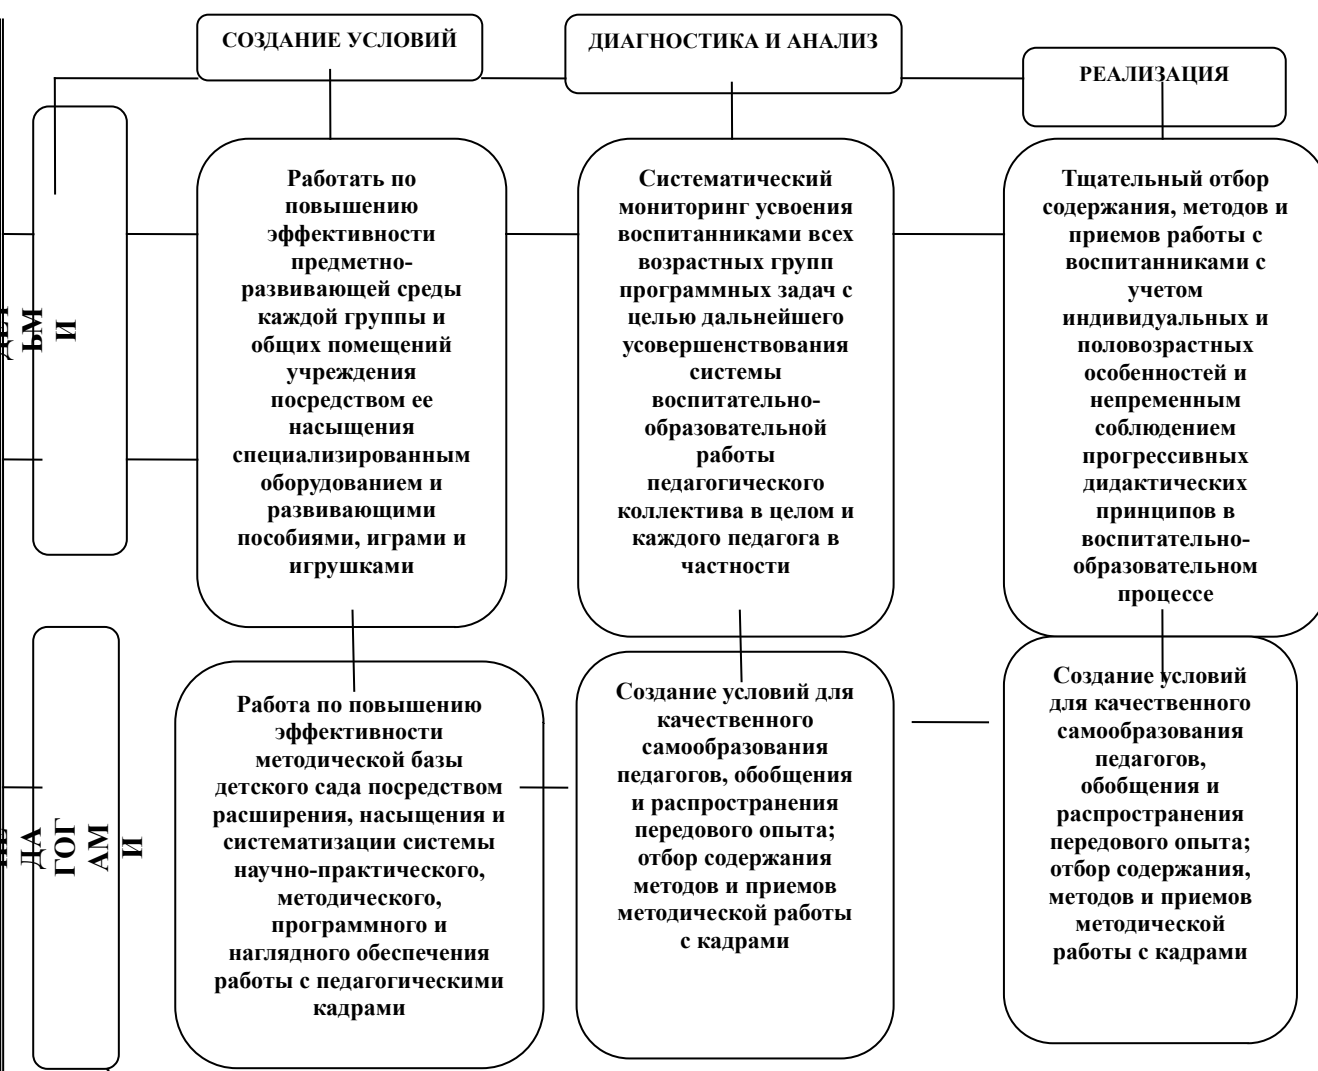 СОЗДАНИЕ УСЛОВИЙ
ДИАГНОСТИКА И АНАЛИЗ
РЕАЛИЗАЦИЯ
ЬМ
И
Работать по
повышению
эффективности
предметно-
развивающей среды
каждой группы и
общих помещений
учреждения
посредством ее
насыщения
специализированным
оборудованием и
развивающими
пособиями, играми и
игрушками
Систематический
мониторинг усвоения
воспитанниками всех
возрастных групп
программных задач с
целью дальнейшего
усовершенствования
системы
воспитательно-
образовательной
работы
педагогического
коллектива в целом и
каждого педагога в
частности
Тщательный отбор
содержания, методов и
приемов работы с
воспитанниками с
учетом
индивидуальных и
половозрастных
особенностей и
непременным
соблюдением
прогрессивных
дидактических
принципов в
воспитательно-
образовательном
процессе
ДА
ГОГ
АМ
И
Работа по повышению
эффективности
методической базы
детского сада посредством
расширения, насыщения и
систематизации системы
научно-практического,
методического,
программного и
наглядного обеспечения
работы с педагогическими
кадрами
Создание условий для
качественного
самообразования
педагогов, обобщения
и распространения
передового опыта;
отбор содержания
методов и приемов
методической работы
с кадрами
Создание условий
для качественного
самообразования
педагогов,
обобщения и
распространения
передового опыта;
отбор содержания,
методов и приемов
методической
работы с кадрами